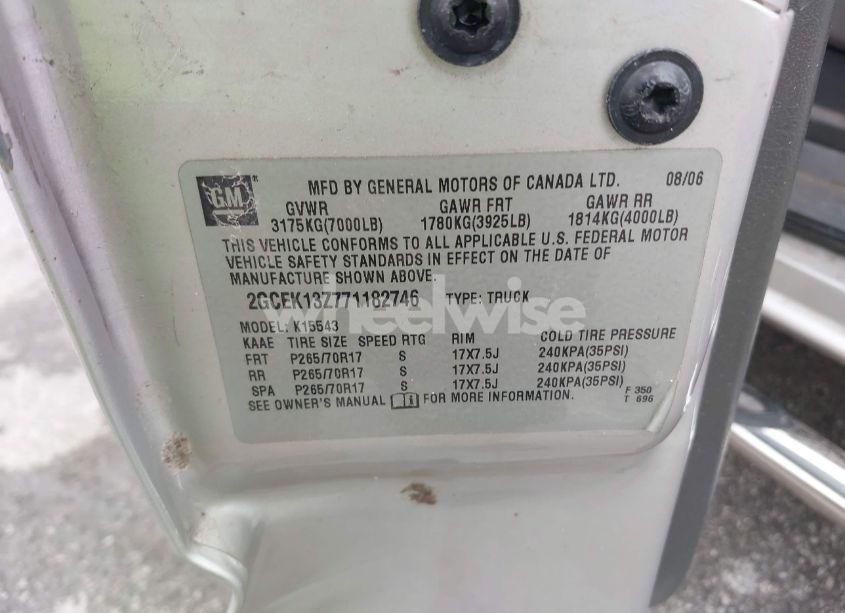 GM
MFD BY GENERAL MOTORS OF CANADA LTD. 08/06
GVWR GAWR FRT GAWR RR
3175KG(7000LB) 1780KG(3925LB) 1814KG(4000LB)
THIS VEHICLE CONFORMS TO ALL APPLICABLE U.S. FEDERAL MOTOR
VEHICLE SAFETY STANDARDS IN EFFECT ON THE DATE OF
MANUFACTURE SHOWN ABOVE.
2GCEK13Z771182746 TYPE: TRUCK
wheelwise
MODEL: K15543
KAAE TIRE SIZE SPEED RTG RIM COLD TIRE PRESSURE
FRT P265/70R17 S 17X7.5J 240KPA(35PSI)
RR P265/70R17 S 17X7.5J 240KPA(35PSI)
SPA P265/70R17 S 17X7.5J 240KPA(35PSI)
SEE OWNER'S MANUAL FOR MORE INFORMATION.
F 350
T 696